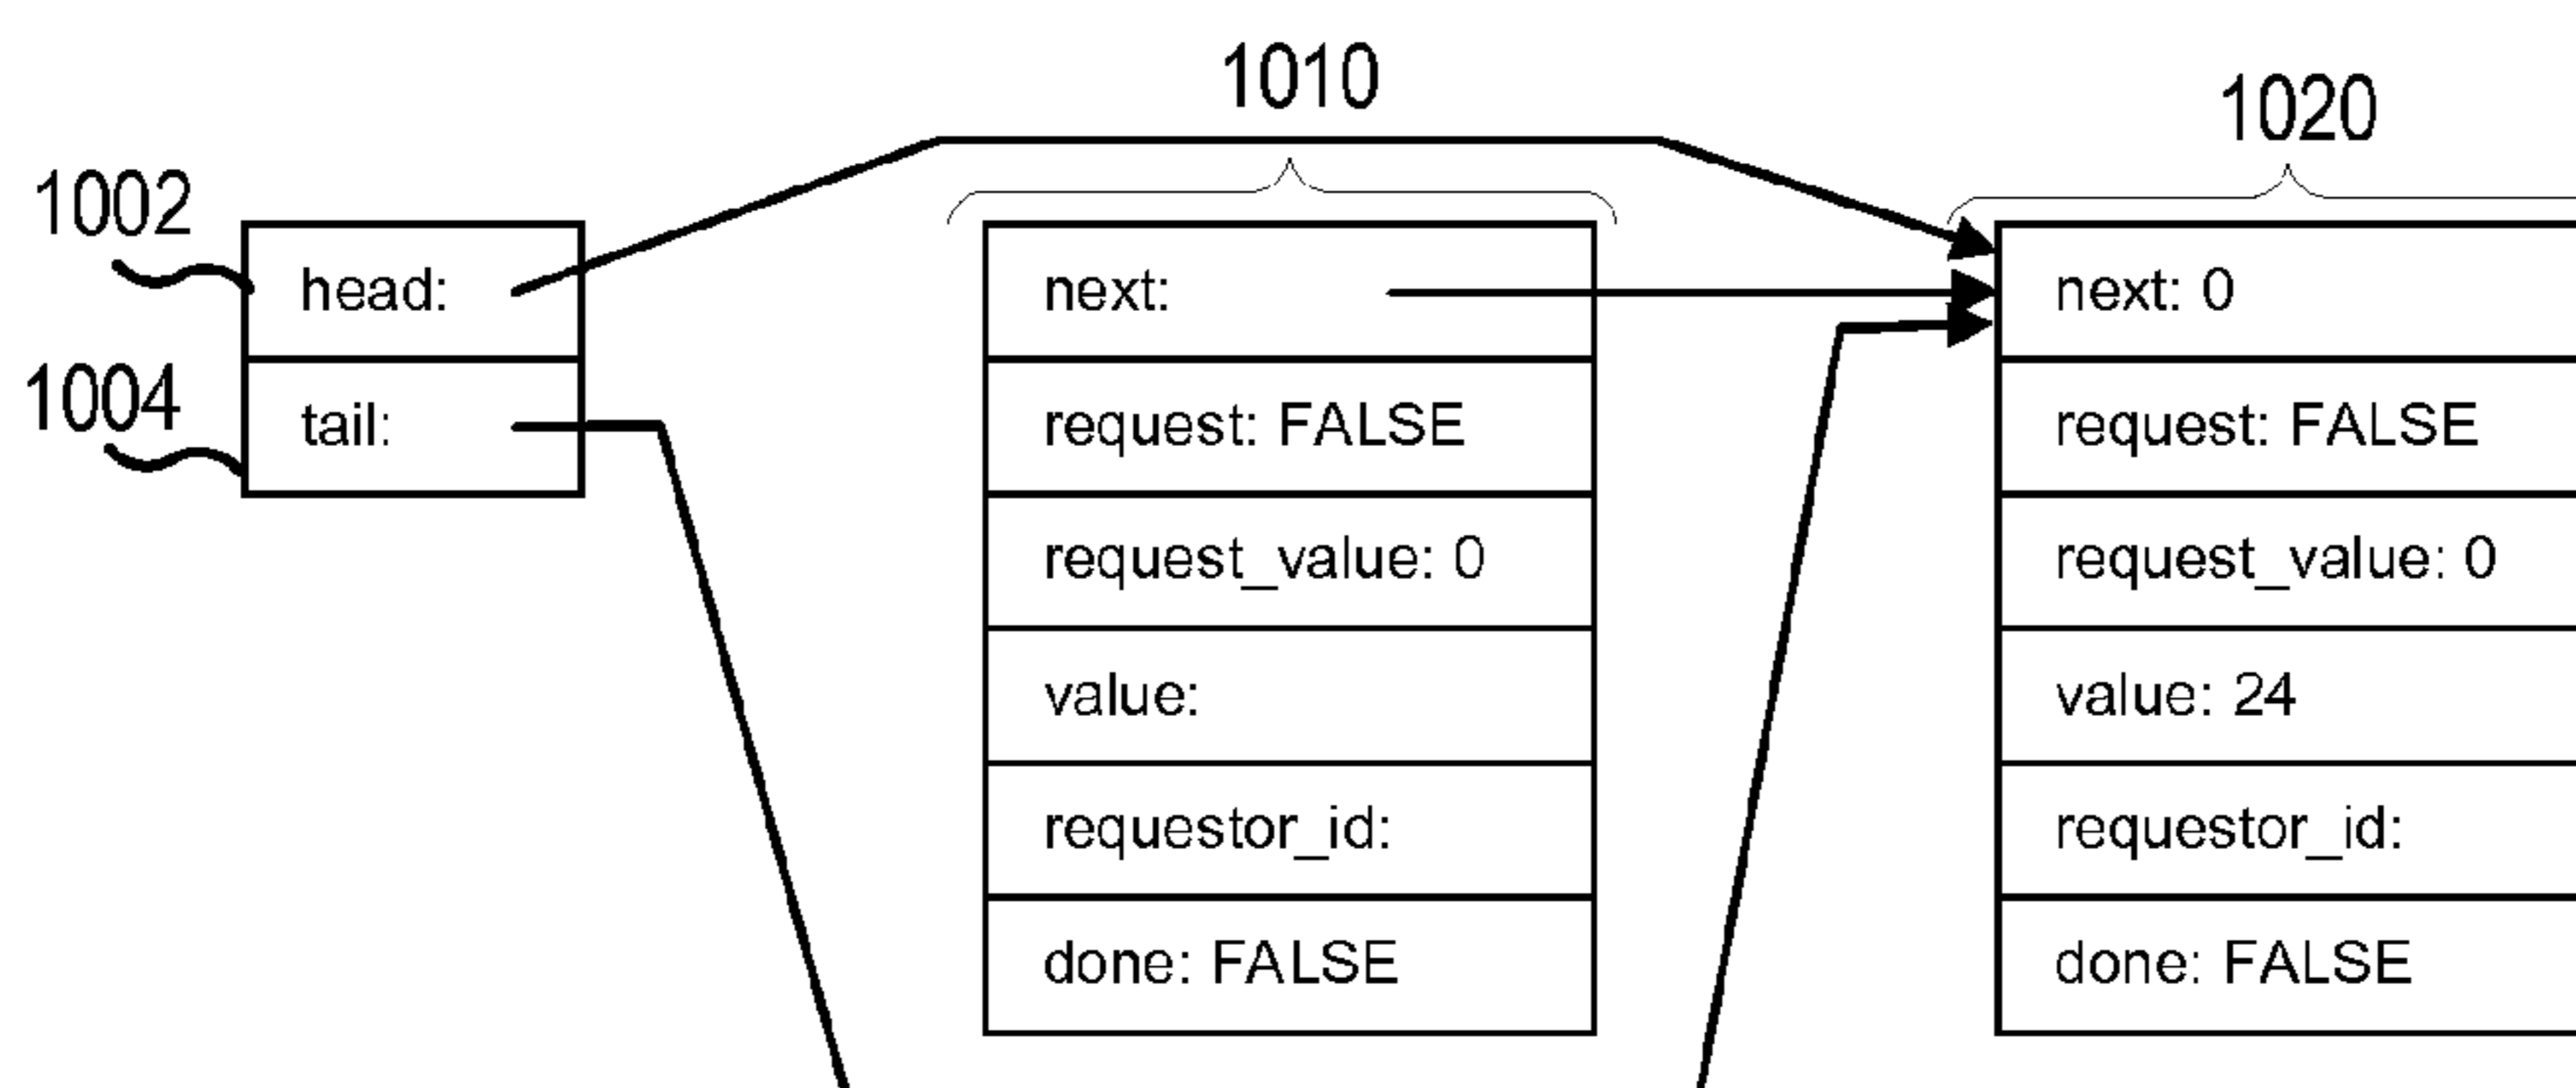 1010
1020
1002
head:
1004
tail:
next:
request: FALSE
request_value: 0
value:
requestor_id:
done: FALSE
next: 0
request: FALSE
request_value: 0
value: 24
requestor_id:
done: FALSE